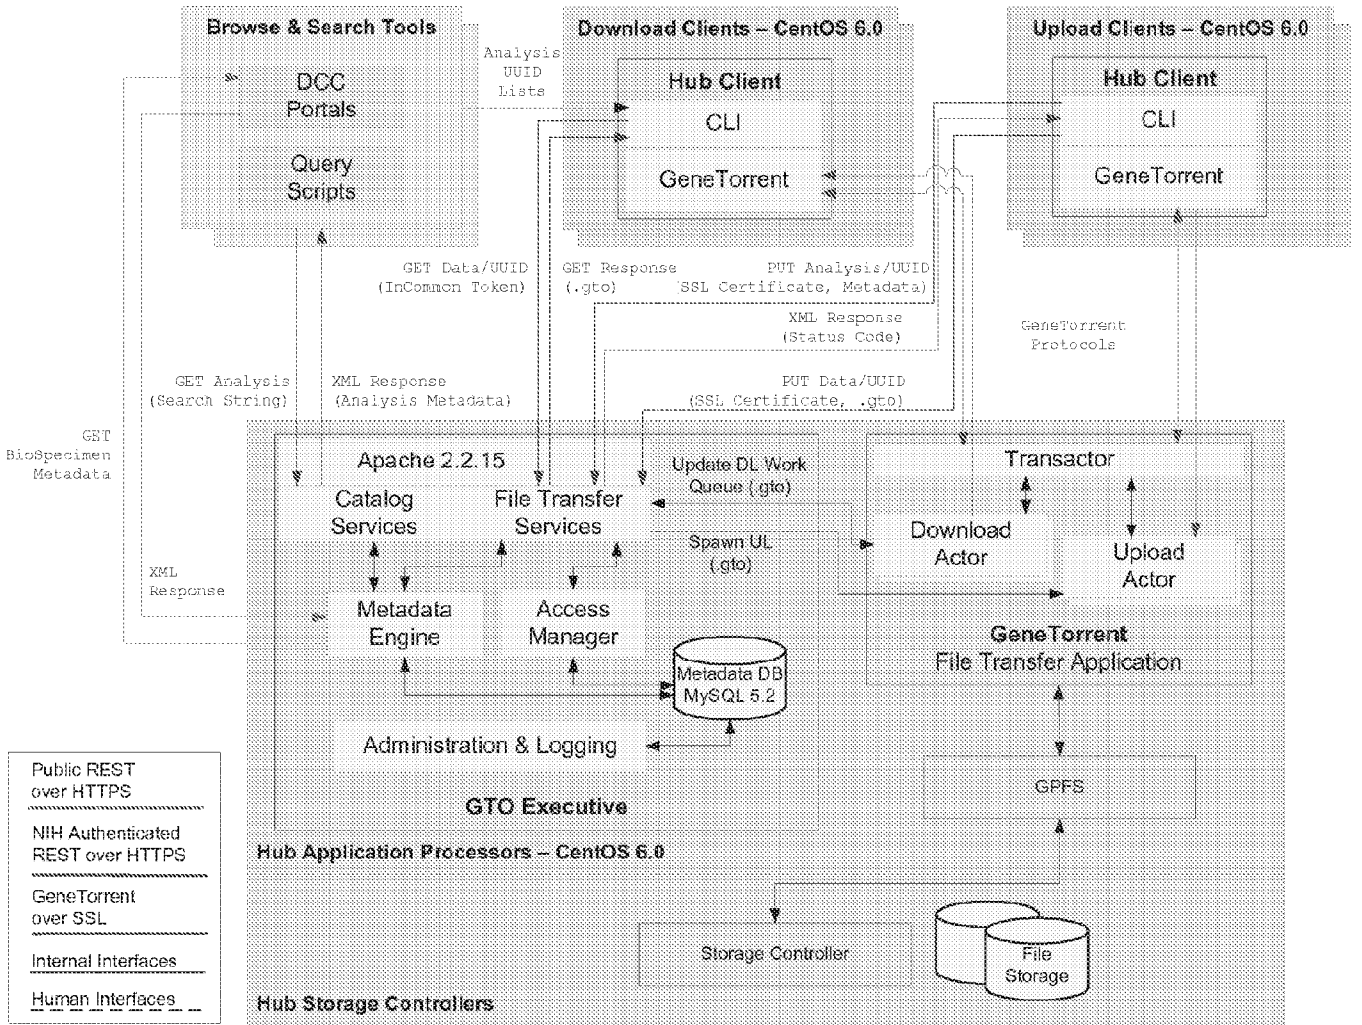 Browse & Search Tools
DCC
Portals
Query
Scripts
Analysis
UUID
Lists
Download Clients – CentOS 6.0
Hub Client
CLI
GeneTorrent
Upload Clients – CentOS 6.0
Hub Client
CLI
GeneTorrent
GET Data/UUID
(InCommon Token)
GET Response
(.gto)
PUT Analysis/UUID
SSL Certificate, Metadata)
XML Response
(Status Code)
GeneTorrent
Protocols
GET Analysis
(Search String)
XML Response
(Analysis Metadata)
PUT Data/UUID
(SSL Certificate, .gto)
GET
BioSpecimen
Metadata
XML
Response
Apache 2.2.15
Catalog
Services
File Transfer
Services
Update DL Work
Queue (.gto)
Spawn UL
(.gto)
Transactor
Download
Actor
Upload
Actor
Metadata
Engine
Access
Manager
GeneTorrent
File Transfer Application
Metadata DB
MySQL 5.2
Administration & Logging
GTO Executive
GPFS
Hub Application Processors – CentOS 6.0
Storage Controller
File
Storage
Hub Storage Controllers
Public REST
over HTTPS
NIH Authenticated
REST over HTTPS
GeneTorrent
over SSL
Internal Interfaces
Human Interfaces